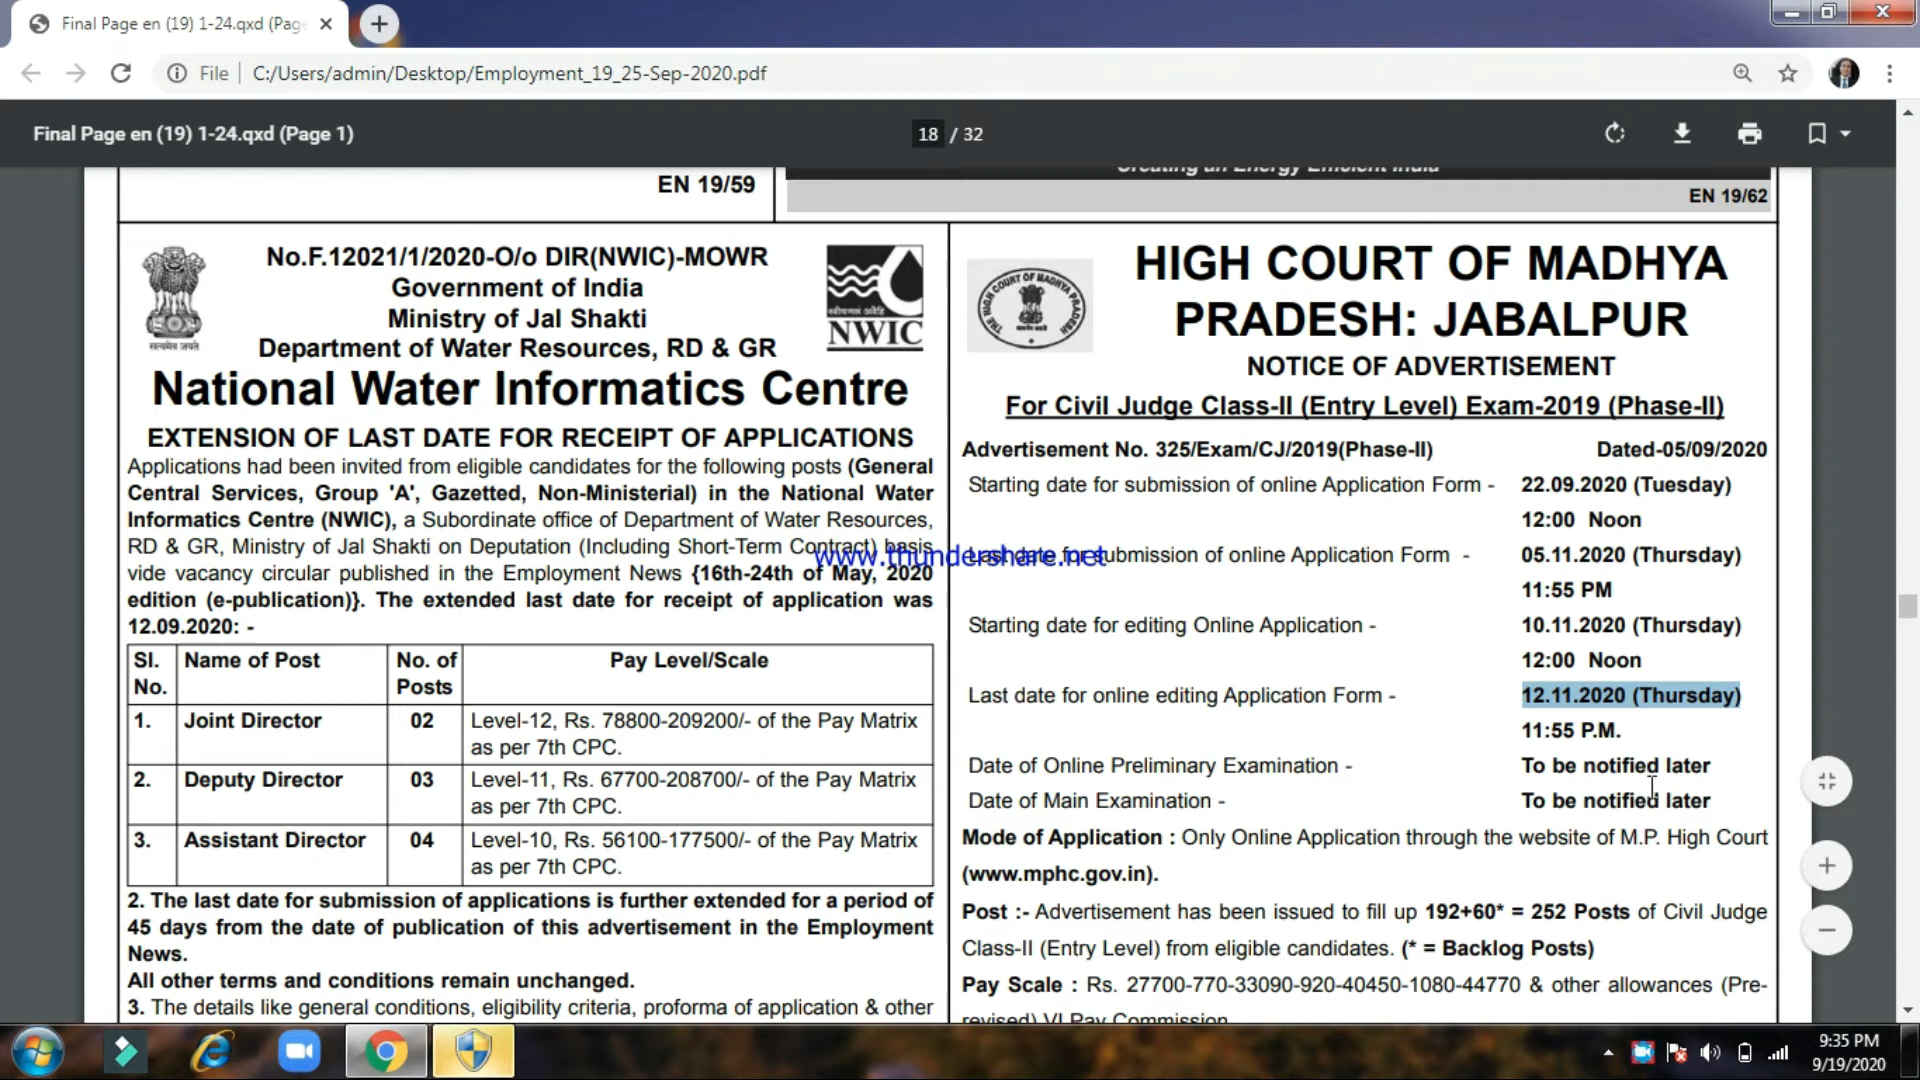 Final Page en (19) 1-24.qxd (Page
File
C:/Users/admin/Desktop/Employment_19_25-Sep-2020.pdf
Final Page en (19) 1-24.qxd (Page 1)
18 / 32
EN 19/59
Creating an Energy Efficient India
EN 19/62
No.F.12021/1/2020-O/o DIR(NWIC)-MOWR
Government of India
Ministry of Jal Shakti
Department of Water Resources, RD & GR
सत्यमेव जयते
NWIC
National Water Informatics Centre
EXTENSION OF LAST DATE FOR RECEIPT OF APPLICATIONS
Applications had been invited from eligible candidates for the following posts (General
Central Services, Group 'A', Gazetted, Non-Ministerial) in the National Water
Informatics Centre (NWIC), a Subordinate office of Department of Water Resources,
RD & GR, Ministry of Jal Shakti on Deputation (Including Short-Term Contract) basis
vide vacancy circular published in the Employment News {16th-24th of May, 2020
edition (e-publication)}. The extended last date for receipt of application was
12.09.2020: -
Sl. No. Name of Post No. of Posts Pay Level/Scale
1. Joint Director 02 Level-12, Rs. 78800-209200/- of the Pay Matrix
as per 7th CPC.
2. Deputy Director 03 Level-11, Rs. 67700-208700/- of the Pay Matrix
as per 7th CPC.
3. Assistant Director 04 Level-10, Rs. 56100-177500/- of the Pay Matrix
as per 7th CPC.
2. The last date for submission of applications is further extended for a period of
45 days from the date of publication of this advertisement in the Employment
News.
All other terms and conditions remain unchanged.
3. The details like general conditions, eligibility criteria, proforma of application & other
www.thundershare.net
THE HIGH COURT OF MADHYA PRADESH
HIGH COURT OF MADHYA
PRADESH: JABALPUR
NOTICE OF ADVERTISEMENT
For Civil Judge Class-II (Entry Level) Exam-2019 (Phase-II)
Advertisement No. 325/Exam/CJ/2019(Phase-II) Dated-05/09/2020
Starting date for submission of online Application Form - 22.09.2020 (Tuesday)
12:00 Noon
Last date for submission of online Application Form - 05.11.2020 (Thursday)
11:55 PM
Starting date for editing Online Application - 10.11.2020 (Thursday)
12:00 Noon
Last date for online editing Application Form - 12.11.2020 (Thursday)
11:55 P.M.
Date of Online Preliminary Examination - To be notified later
Date of Main Examination - To be notified later
Mode of Application : Only Online Application through the website of M.P. High Court
(www.mphc.gov.in).
Post :- Advertisement has been issued to fill up 192+60* = 252 Posts of Civil Judge
Class-II (Entry Level) from eligible candidates. (* = Backlog Posts)
Pay Scale : Rs. 27700-770-33090-920-40450-1080-44770 & other allowances (Pre-
revised) VI Pay Commission
9:35 PM
9/19/2020